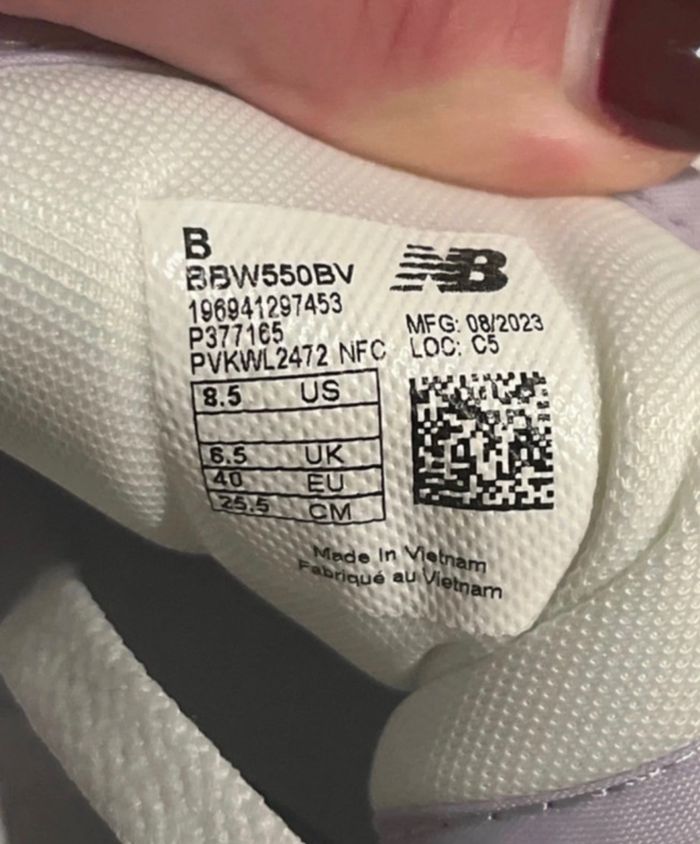 B
BBW550BV
196941297453
P377165
PVKWL2472 NFC
NB
MFG: 08/2023
LOC: C5
8.5 US
6.5 UK
40 EU
25.5 CM
Made In Vietnam
Fabriqué au Vietnam